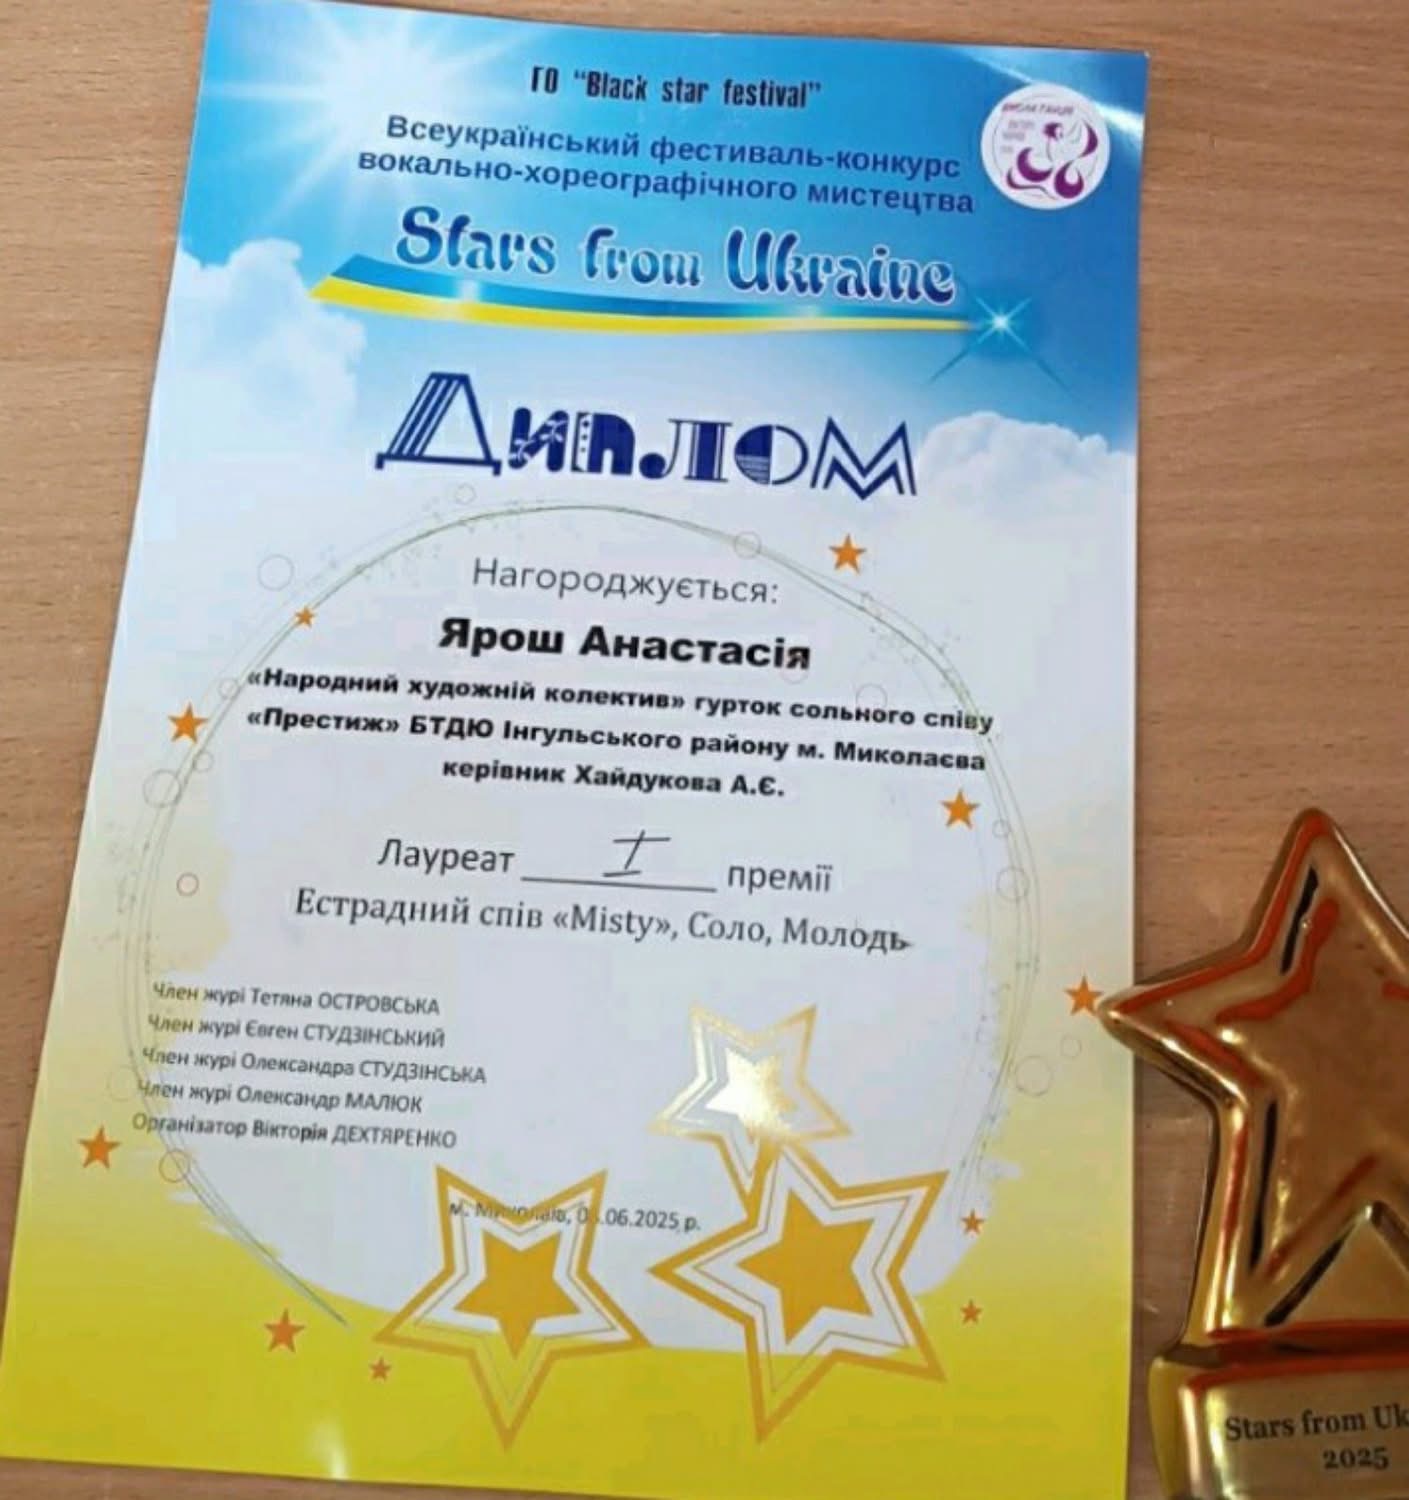 ГО "Black star festival"
Всеукраїнський фестиваль-конкурс
вокально-хореографічного мистецтва
Stars from Ukraine
Диплом
Нагороджується:
Ярош Анастасія
«Народний художній колектив» гурток сольного співу
«Престиж» БТДЮ Інгульського району м. Миколаєва
керівник Хайдукова А.Є.
Лауреат I премії
Естрадний спів «Misty», Соло, Молодь
Член журі Тетяна ОСТРОВСЬКА
Член журі Євген СТУДЗІНСЬКИЙ
Член журі Олександра СТУДЗІНСЬКА
Член журі Олександр МАЛЮК
Організатор Вікторія ДЕХТЯРЕНКО
м. Миколаїв, .06.2025 р.
Stars from Uk
2025